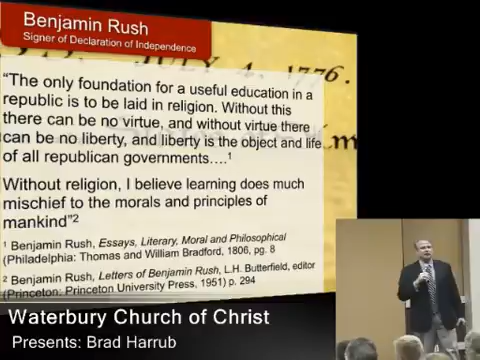 Benjamin Rush
Signer of Declaration of Independence
JULY 4, 1776.
“The only foundation for a useful education in a
republic is to be laid in religion. Without this
there can be no virtue, and without virtue there
can be no liberty, and liberty is the object and life
of all republican governments….¹
Without religion, I believe learning does much
mischief to the morals and principles of
mankind”²
¹ Benjamin Rush, Essays, Literary, Moral and Philosophical
(Philadelphia: Thomas and William Bradford, 1806, pg. 8
² Benjamin Rush, Letters of Benjamin Rush, L.H. Butterfield, editor
(Princeton: Princeton University Press, 1951) p. 294
Waterbury Church of Christ
Presents: Brad Harrub